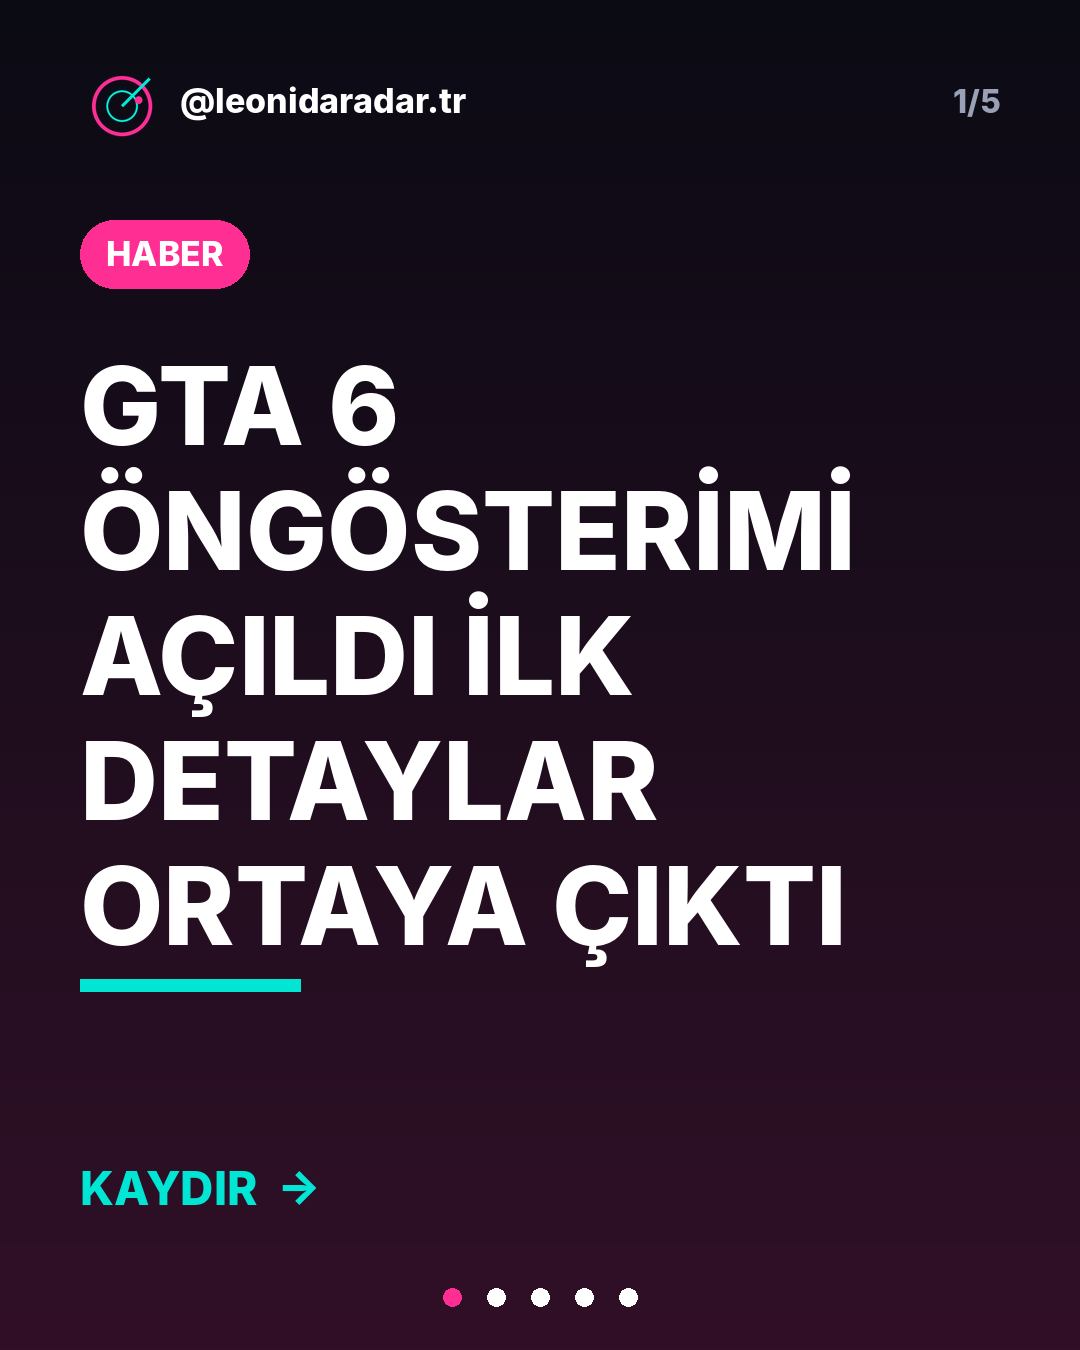 @leonidaradar.tr
1/5
HABER
GTA 6
ÖNGÖSTERİMİ
AÇILDI İLK
DETAYLAR
ORTAYA ÇIKTI
KAYDIR →